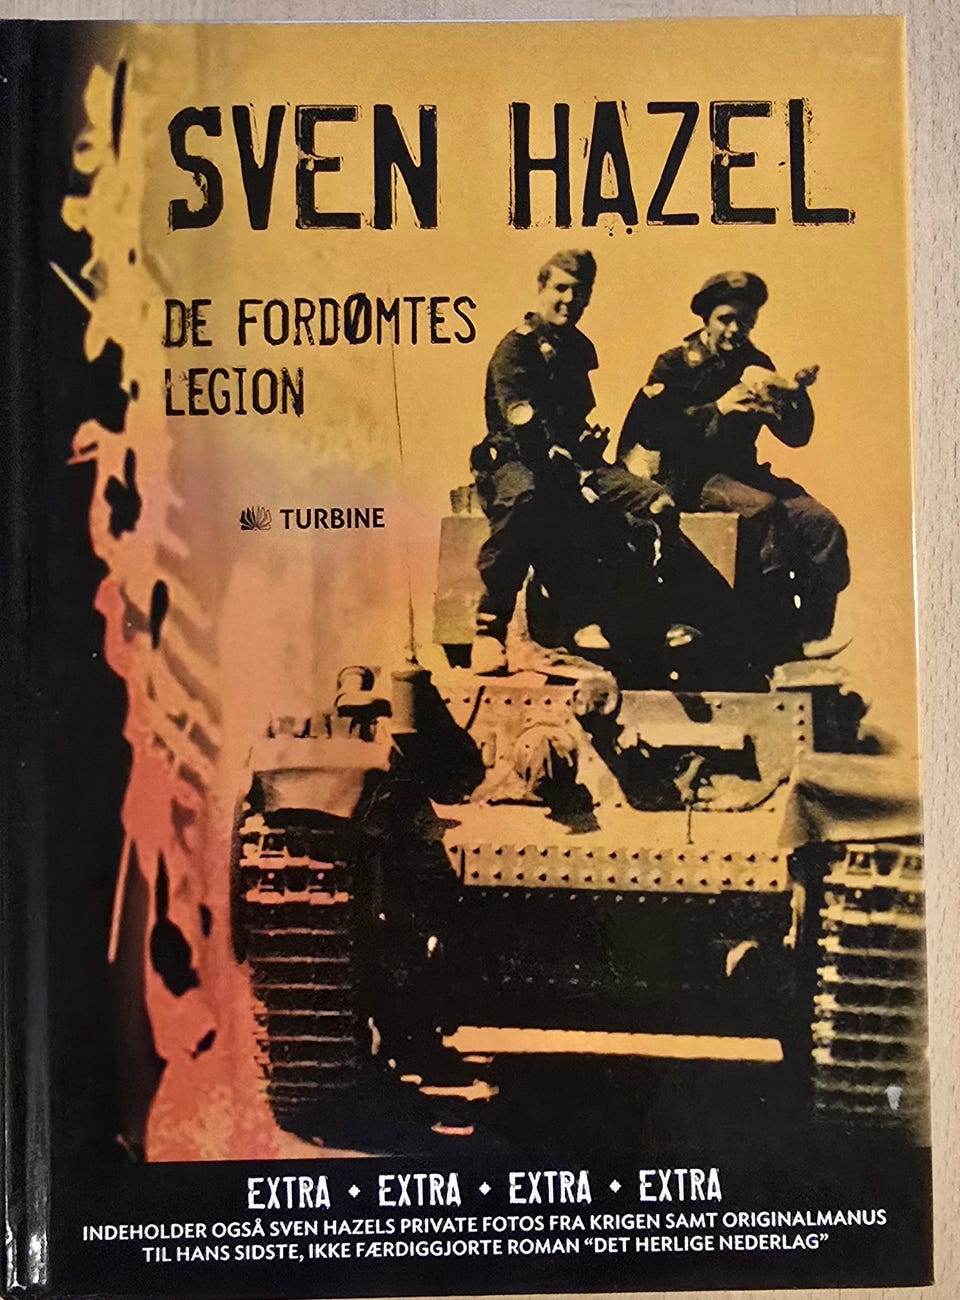 SVEN HAZEL
DE FORDØMTES
LEGION
TURBINE
EXTRA • EXTRA • EXTRA • EXTRA
INDEHOLDER OGSÅ SVEN HAZELS PRIVATE FOTOS FRA KRIGEN SAMT ORIGINALMANUS
TIL HANS SIDSTE, IKKE FÆRDIGGJORTE ROMAN “DET HERLIGE NEDERLAG”